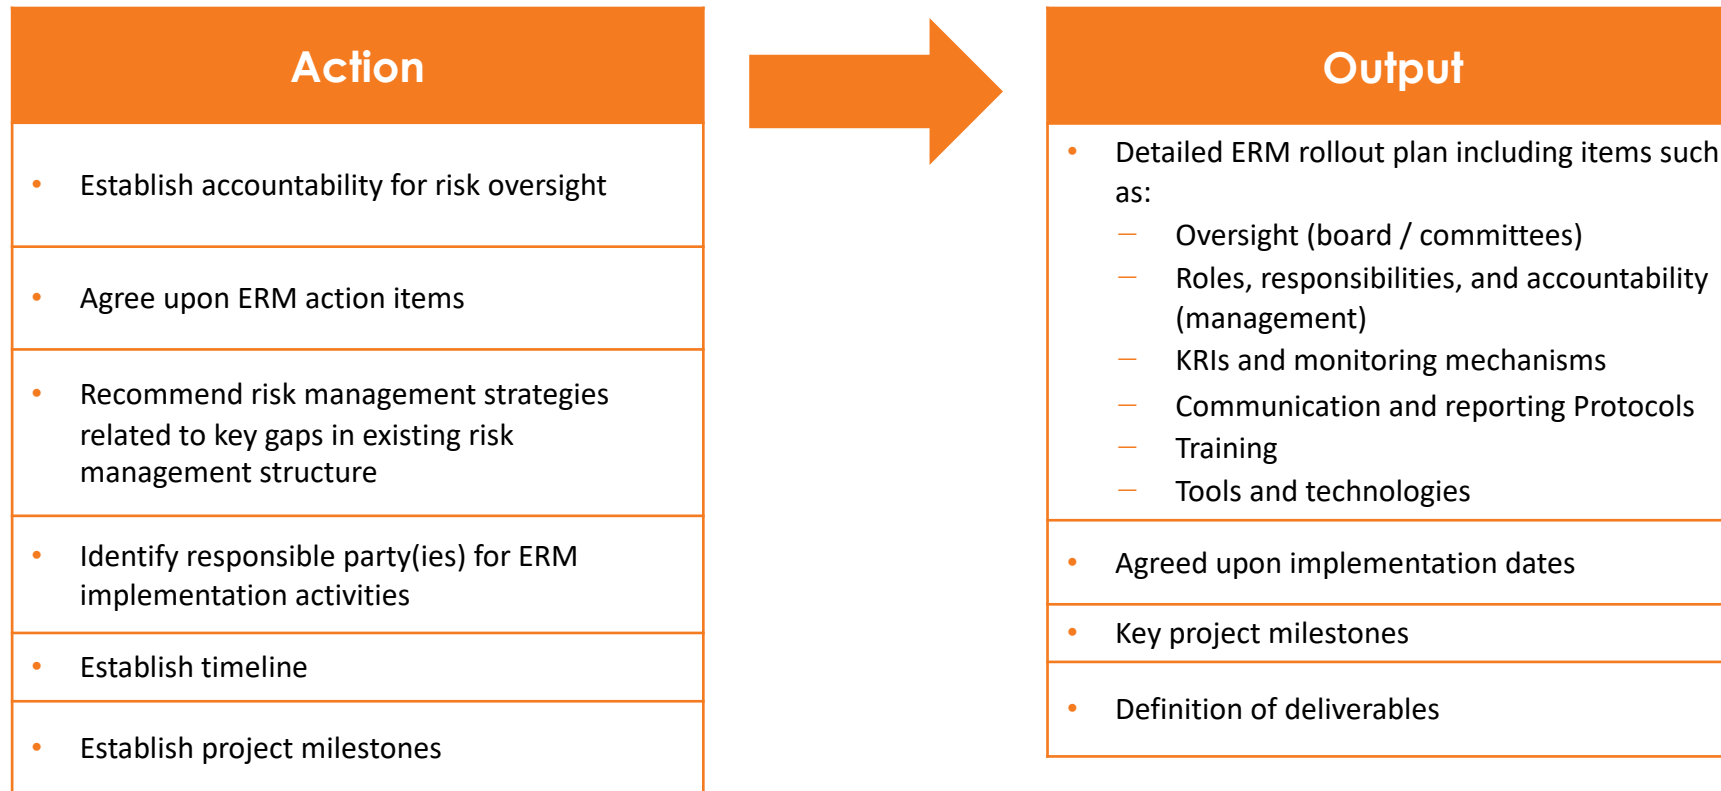 Action
• Establish accountability for risk oversight
• Agree upon ERM action items
• Recommend risk management strategies
related to key gaps in existing risk
management structure
• Identify responsible party(ies) for ERM
implementation activities
• Establish timeline
• Establish project milestones
Output
• Detailed ERM rollout plan including items such
as:
– Oversight (board / committees)
– Roles, responsibilities, and accountability
(management)
– KRIs and monitoring mechanisms
– Communication and reporting Protocols
– Training
– Tools and technologies
• Agreed upon implementation dates
• Key project milestones
• Definition of deliverables